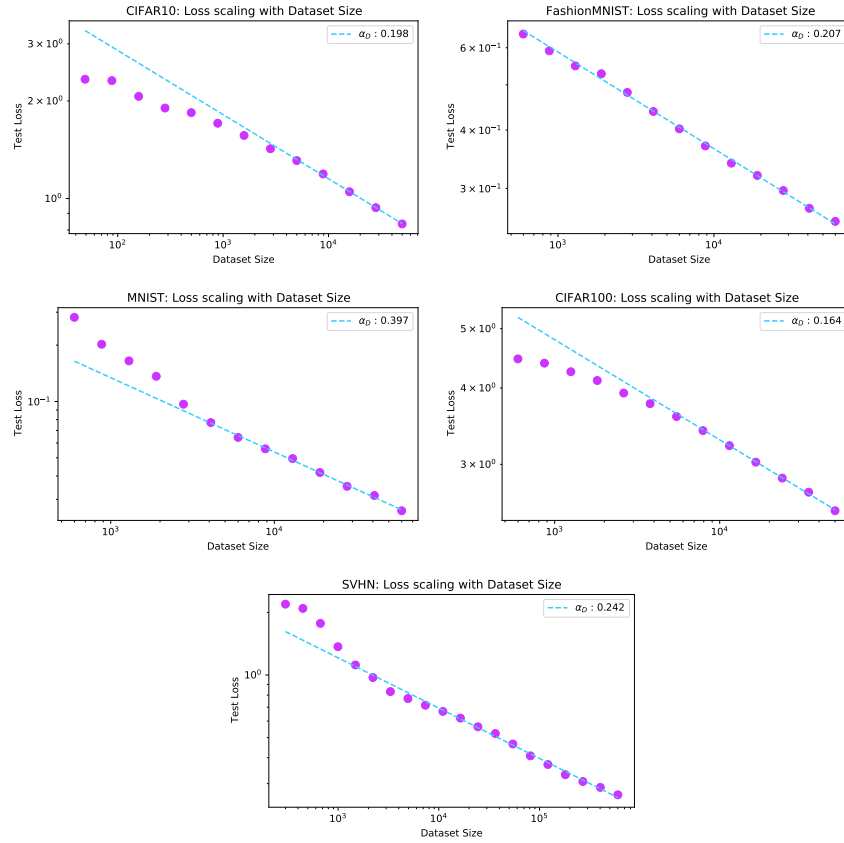 CIFAR10: Loss scaling with Dataset Size
α_D : 0.198
3 × 10⁰
2 × 10⁰
10⁰
Test Loss
10² 10³ 10⁴
Dataset Size
FashionMNIST: Loss scaling with Dataset Size
α_D : 0.207
6 × 10⁻¹
4 × 10⁻¹
3 × 10⁻¹
Test Loss
10³ 10⁴
Dataset Size
MNIST: Loss scaling with Dataset Size
α_D : 0.397
10⁻¹
Test Loss
10³ 10⁴
Dataset Size
CIFAR100: Loss scaling with Dataset Size
α_D : 0.164
5 × 10⁰
4 × 10⁰
3 × 10⁰
Test Loss
10³ 10⁴
Dataset Size
SVHN: Loss scaling with Dataset Size
α_D : 0.242
10⁰
Test Loss
10³ 10⁴ 10⁵
Dataset Size